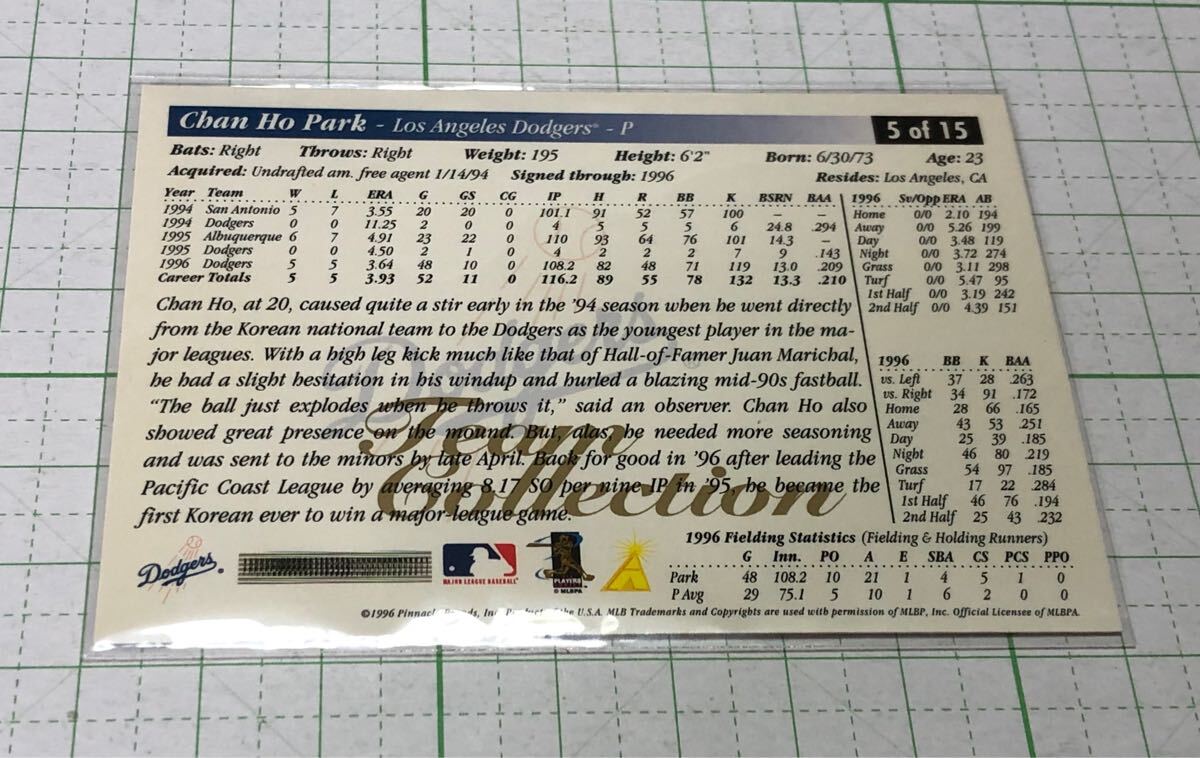 Chan Ho Park - Los Angeles Dodgers® - P
5 of 15
Bats: Right Throws: Right Weight: 195 Height: 6'2" Born: 6/30/73 Age: 23
Acquired: Undrafted am. free agent 1/14/94 Signed through: 1996 Resides: Los Angeles, CA
Year Team W L ERA G GS CG IP H R BB K BSRN BAA
1994 San Antonio 5 7 3.55 20 20 0 101.1 91 52 57 100 – –
1994 Dodgers 0 0 11.25 2 0 0 4 5 5 5 6 24.8 .294
1995 Albuquerque 6 7 4.91 23 22 0 110 93 64 76 101 14.3 –
1995 Dodgers 0 0 4.50 2 1 0 4 2 2 2 7 9 .143
1996 Dodgers 5 5 3.64 48 10 0 108.2 82 48 71 119 13.0 .209
Career Totals 5 5 3.93 52 11 0 116.2 89 55 78 132 13.3 .210
1996 Sv/Opp ERA AB
Home 0/0 2.10 194
Away 0/0 5.26 199
Day 0/0 3.48 119
Night 0/0 3.72 274
Grass 0/0 3.11 298
Turf 0/0 5.47 95
1st Half 0/0 3.19 242
2nd Half 0/0 4.39 151
Chan Ho, at 20, caused quite a stir early in the '94 season when he went directly
from the Korean national team to the Dodgers as the youngest player in the ma-
jor leagues. With a high leg kick much like that of Hall-of-Famer Juan Marichal,
he had a slight hesitation in his windup and hurled a blazing mid-90s fastball.
"The ball just explodes when he throws it," said an observer. Chan Ho also
showed great presence on the mound. But, alas, he needed more seasoning
and was sent to the minors by late April. Back for good in '96 after leading the
Pacific Coast League by averaging 8.17 SO per nine IP in '95, he became the
first Korean ever to win a major-league game.
Dodgers
Team
Collection
1996 BB K BAA
vs. Left 37 28 .263
vs. Right 34 91 .172
Home 28 66 .165
Away 43 53 .251
Day 25 39 .185
Night 46 80 .219
Grass 54 97 .185
Turf 17 22 .284
1st Half 46 76 .194
2nd Half 25 43 .232
1996 Fielding Statistics (Fielding & Holding Runners)
G Inn. PO A E SBA CS PCS PPO
Park 48 108.2 10 21 1 4 5 1 0
P Avg 29 75.1 5 10 1 6 2 0 0
Dodgers
MAJOR LEAGUE BASEBALL
PLAYERS
© MLBPA
©1996 the U.S.A. MLB Trademarks and Copyrights are used with permission of MLBP, Inc. Official Licensee of MLBPA.